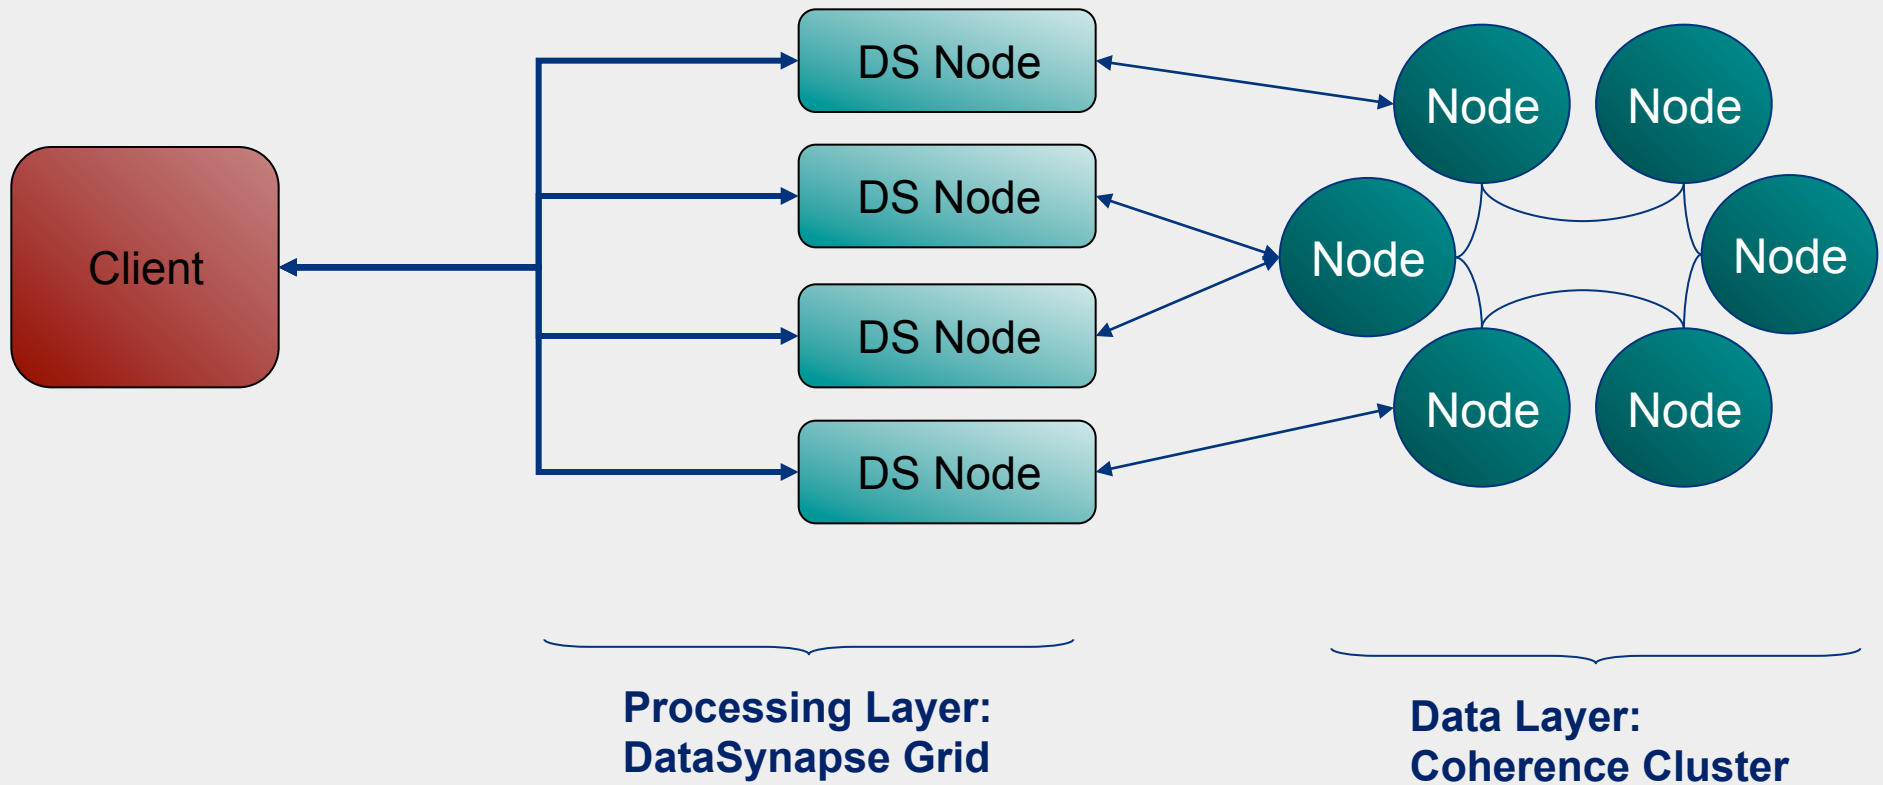 Client
DS Node
DS Node
DS Node
DS Node
Node
Node
Node
Node
Node
Node
Processing Layer:
DataSynapse Grid
Data Layer:
Coherence Cluster